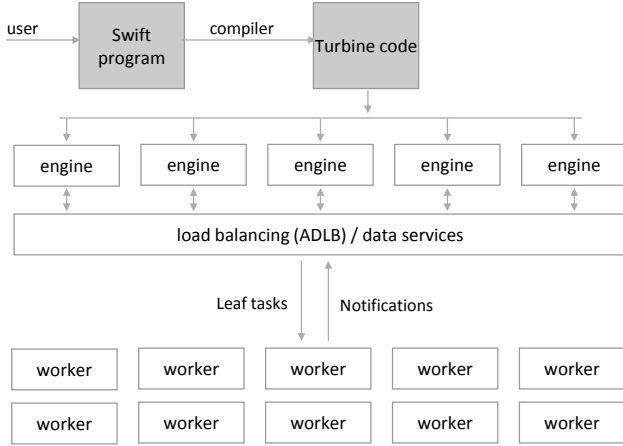 user
Swift
program
compiler
Turbine code
engine engine engine engine engine
load balancing (ADLB) / data services
Leaf tasks Notifications
worker worker worker worker worker
worker worker worker worker worker